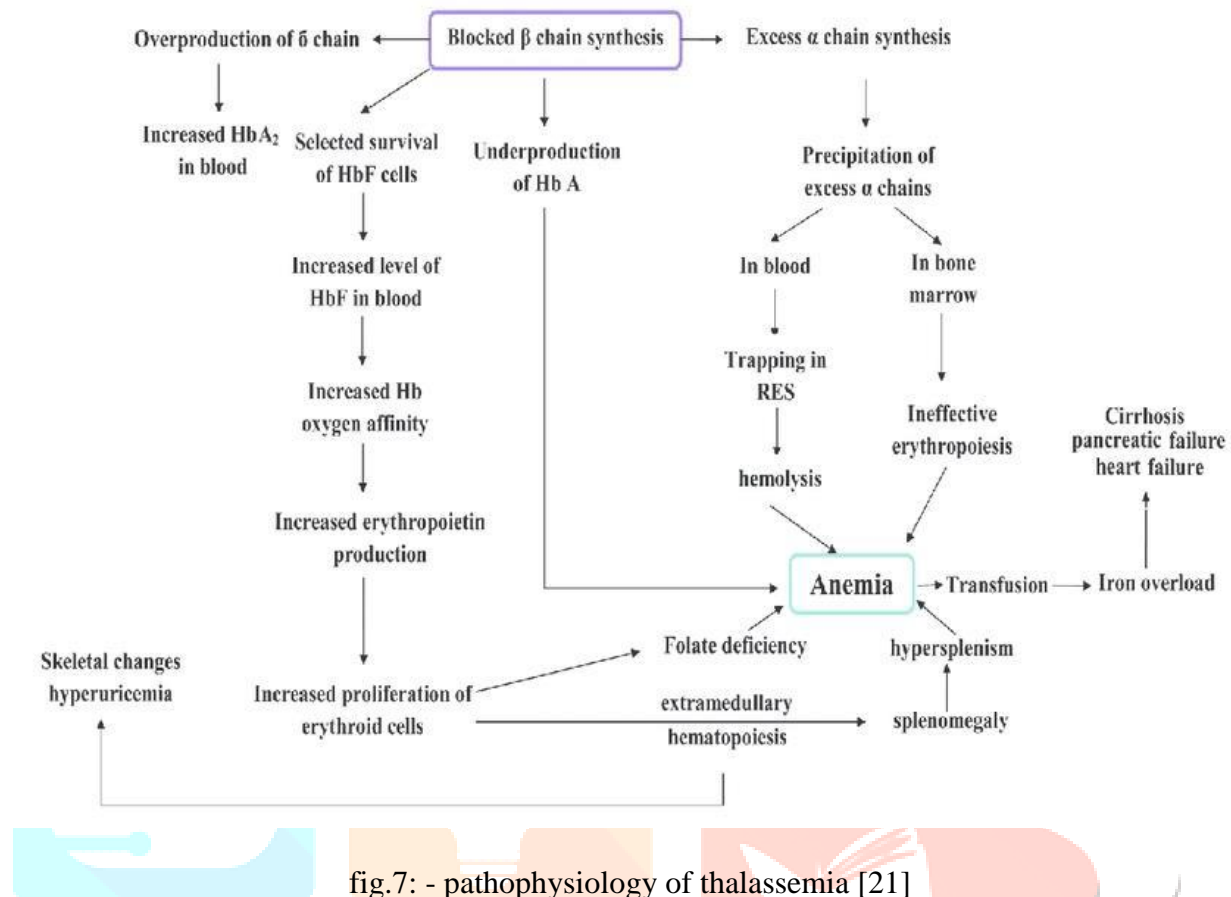 Overproduction of δ chain
Blocked β chain synthesis
Excess α chain synthesis
Increased HbA₂
in blood
Selected survival
of HbF cells
Underproduction
of Hb A
Precipitation of
excess α chains
Increased level of
HbF in blood
In blood
In bone
marrow
Trapping in
RES
Increased Hb
oxygen affinity
Ineffective
erythropoiesis
Cirrhosis
pancreatic failure
heart failure
hemolysis
Increased erythropoietin
production
Anemia
Transfusion
Iron overload
Folate deficiency
hypersplenism
Skeletal changes
hyperuricemia
Increased proliferation of
erythroid cells
extramedullary
hematopoiesis
splenomegaly
fig.7: - pathophysiology of thalassemia [21]